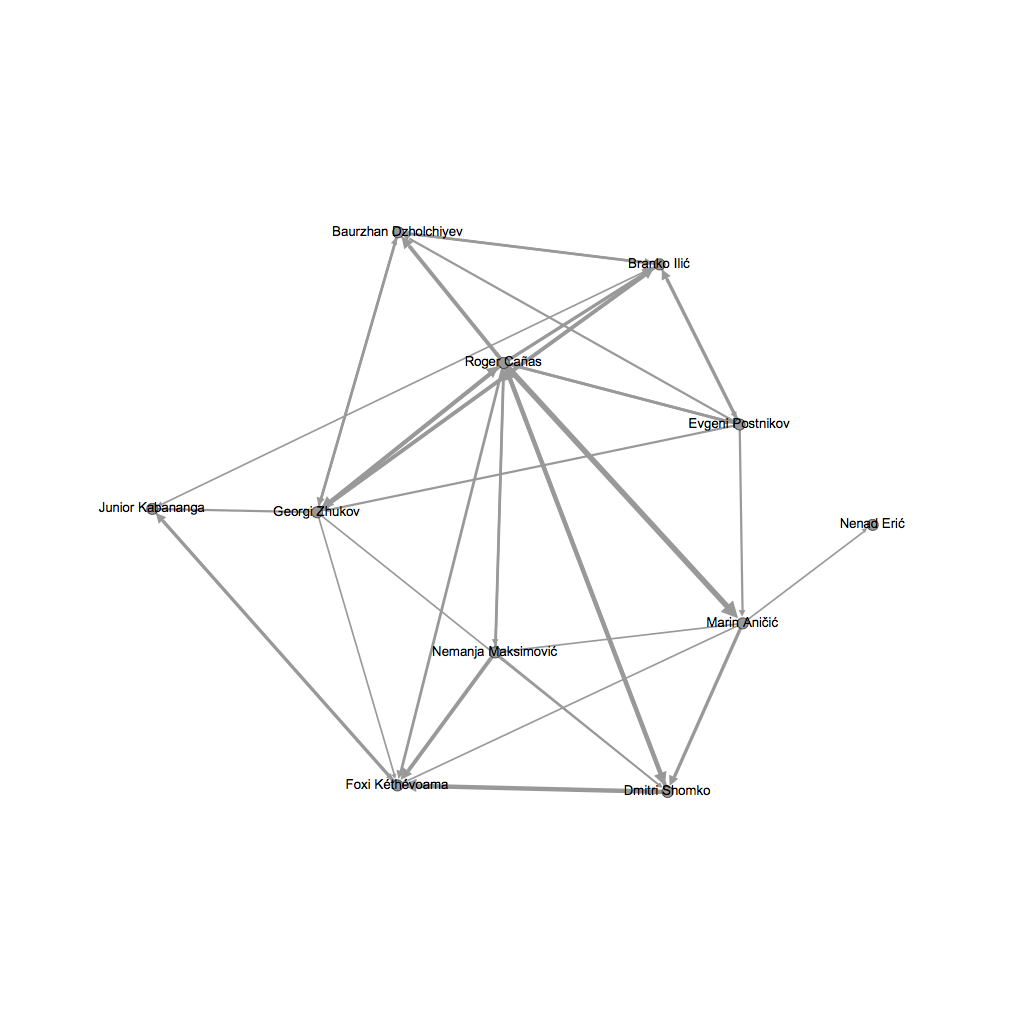 Baurzhan Dzholchiyev
Branko Ilić
Roger Cañas
Evgeni Postnikov
Junior Kabananga
Georgi Zhukov
Nenad Erić
Marin Aničić
Nemanja Maksimović
Foxi Kéthévoama
Dmitri Shomko